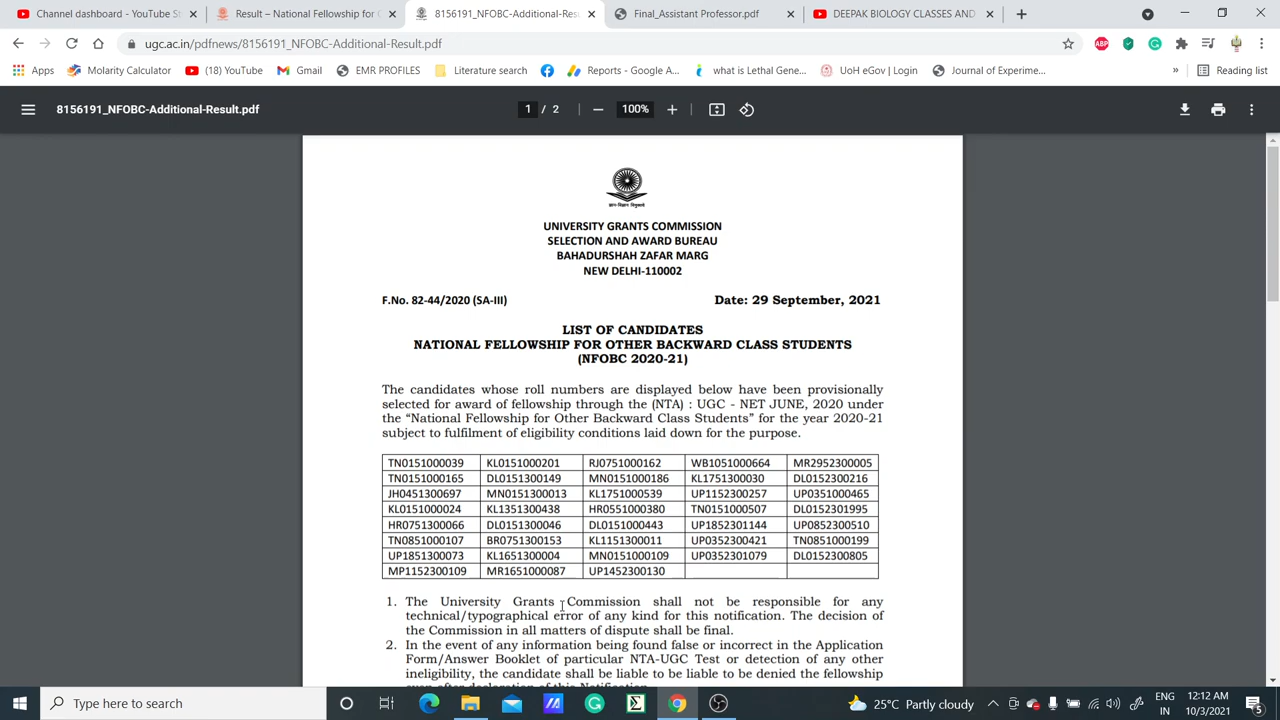 Channel dashboard - YouTube St
Result – National Fellowship for C
8156191_NFOBC-Additional-Resu
Final_Assistant Professor.pdf
DEEPAK BIOLOGY CLASSES AND
ugc.ac.in/pdfnews/8156191_NFOBC-Additional-Result.pdf
ABP
Apps
Molarity Calculator
(18) YouTube
Gmail
EMR PROFILES
Literature search
Reports - Google A...
what is Lethal Gene...
UoH eGov | Login
Journal of Experime...
»
Reading list
8156191_NFOBC-Additional-Result.pdf
1 / 2
100%
UNIVERSITY GRANTS COMMISSION
SELECTION AND AWARD BUREAU
BAHADURSHAH ZAFAR MARG
NEW DELHI-110002
F.No. 82-44/2020 (SA-III) Date: 29 September, 2021
LIST OF CANDIDATES
NATIONAL FELLOWSHIP FOR OTHER BACKWARD CLASS STUDENTS
(NFOBC 2020-21)
The candidates whose roll numbers are displayed below have been provisionally
selected for award of fellowship through the (NTA) : UGC - NET JUNE, 2020 under
the “National Fellowship for Other Backward Class Students” for the year 2020-21
subject to fulfilment of eligibility conditions laid down for the purpose.
TN0151000039 KL0151000201 RJ0751000162 WB1051000664 MR2952300005
TN0151000165 DL0151300149 MN0151000186 KL1751300030 DL0152300216
JH0451300697 MN0151300013 KL1751000539 UP1152300257 UP0351000465
KL0151000024 KL1351300438 HR0551000380 TN0151000507 DL0152301995
HR0751300066 DL0151300046 DL0151000443 UP1852301144 UP0852300510
TN0851000107 BR0751300153 KL1151300011 UP0352300421 TN0851000199
UP1851300073 KL1651300004 MN0151000109 UP0352301079 DL0152300805
MP1152300109 MR1651000087 UP1452300130
1. The University Grants Commission shall not be responsible for any
technical/typographical error of any kind for this notification. The decision of
the Commission in all matters of dispute shall be final.
2. In the event of any information being found false or incorrect in the Application
Form/Answer Booklet of particular NTA-UGC Test or detection of any other
ineligibility, the candidate shall be liable to be liable to be denied the fellowship
even after declaration of this Notification.
Type here to search
25°C Partly cloudy
ENG
IN
12:12 AM
10/3/2021
5